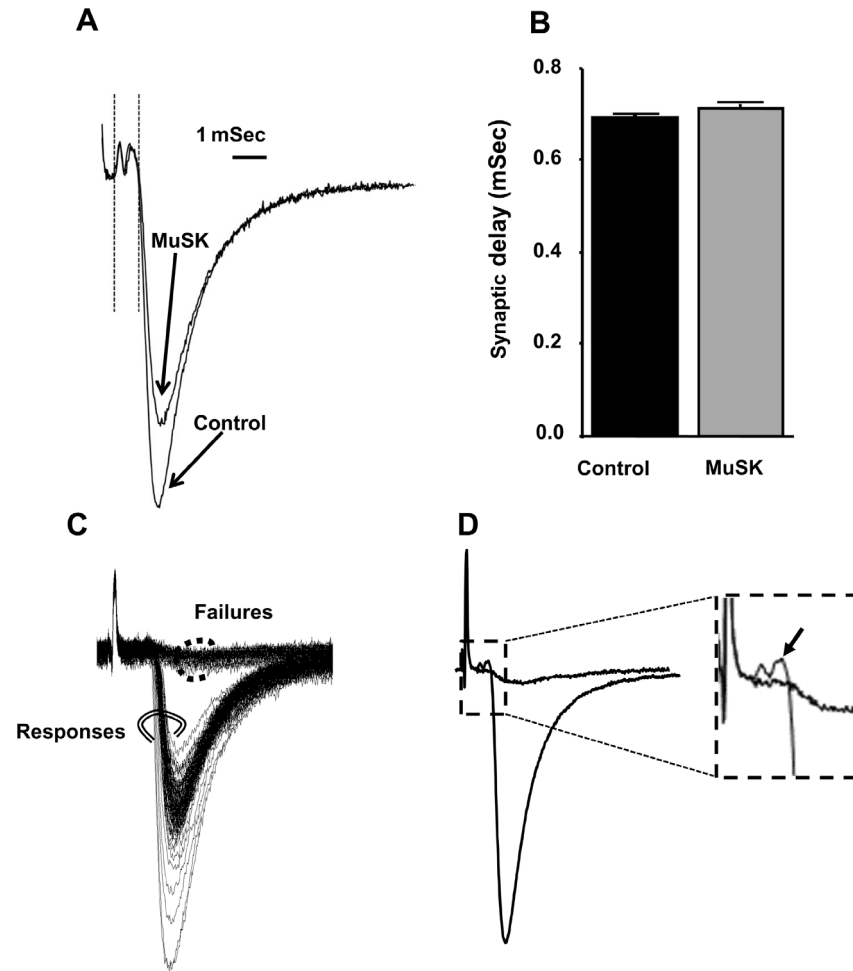 A
1 mSec
MuSK
Control
B
Synaptic delay (mSec)
0.8
0.6
0.4
0.2
0.0
Control
MuSK
C
Failures
Responses
D